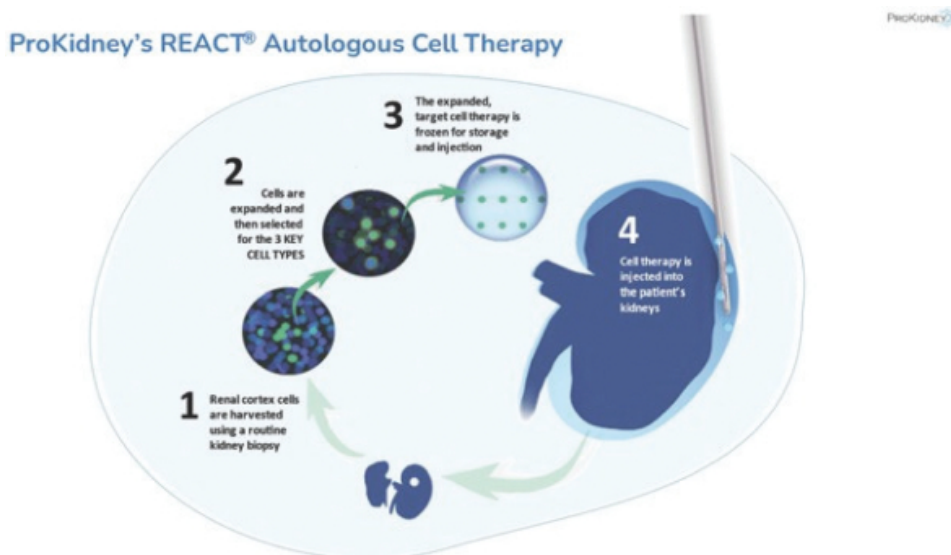 PROKIDNEY
ProKidney's REACT® Autologous Cell Therapy
1
Renal cortex cells
are harvested
using a routine
kidney biopsy
2
Cells are
expanded and
then selected
for the 3 KEY
CELL TYPES
3
The expanded,
target cell therapy is
frozen for storage
and injection
4
Cell therapy is
injected into
the patient's
kidneys